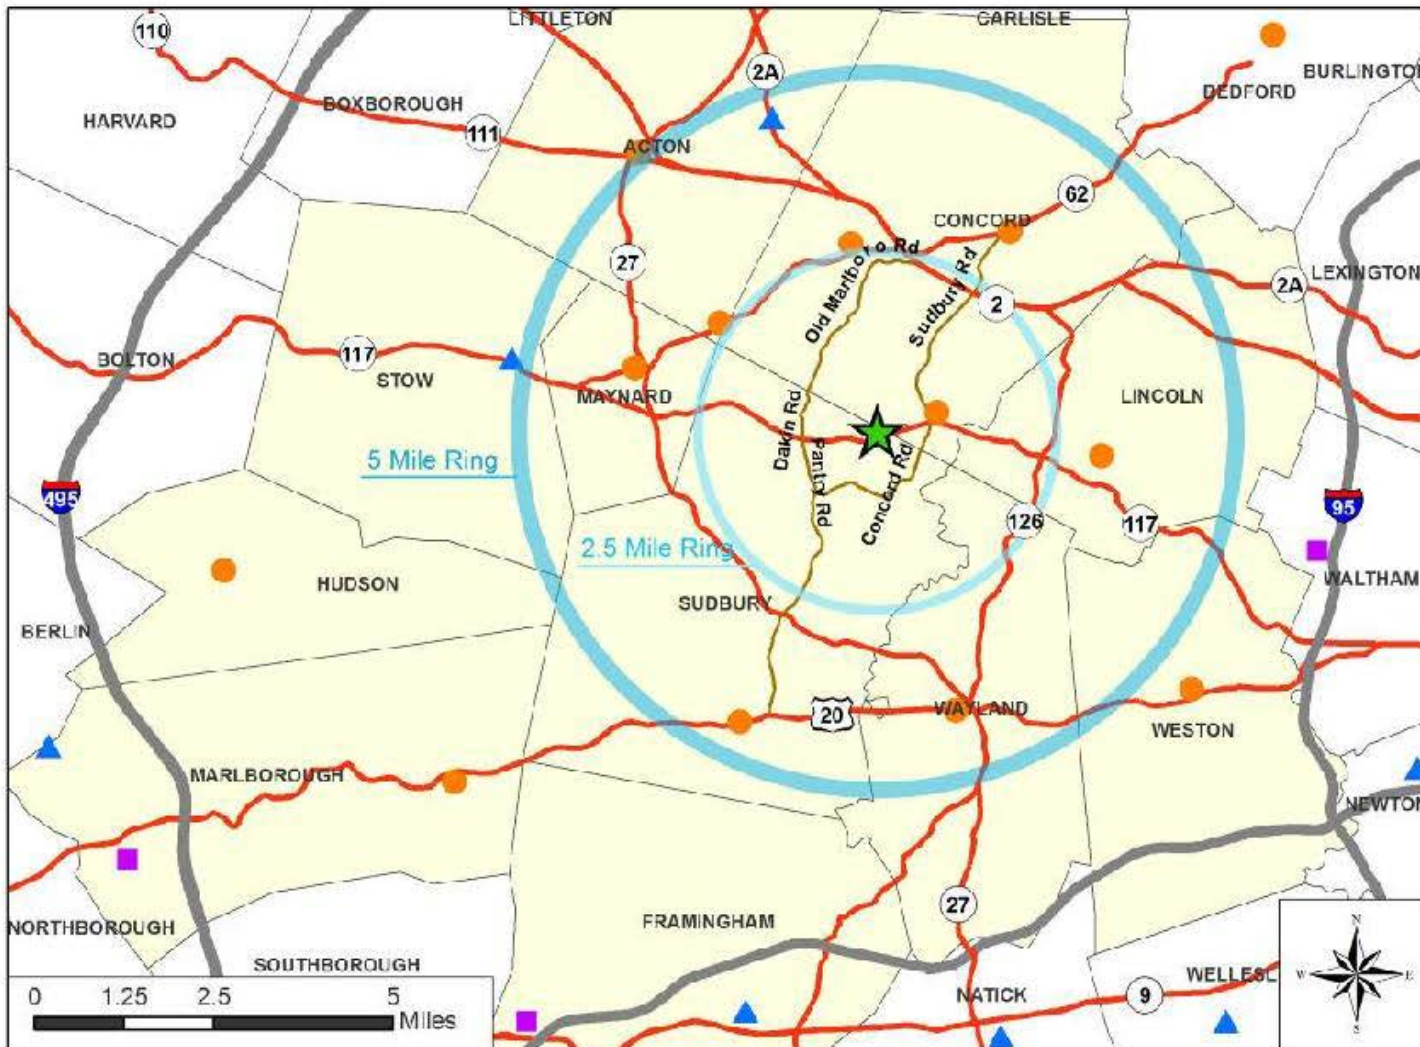 LITTLETON
CARLISLE
110
2A
BURLINGTON
BEDFORD
BOXBOROUGH
HARVARD
111
ACTON
62
CONCORD
27
Old Marlboro Rd
Sudbury Rd
LEXINGTON
2A
2
117
BOLTON
STOW
MAYNARD
LINCOLN
Dakin Rd
Pantry Rd
Concord Rd
5 Mile Ring
495
95
126
117
2.5 Mile Ring
HUDSON
WALTHAM
SUDBURY
BERLIN
20
WAYLAND
WESTON
MARLBOROUGH
NEWTON
27
FRAMINGHAM
NORTHBOROUGH
SOUTHBOROUGH
WELLESL
NATICK
9
N
W E
S
0 1.25 2.5 5
Miles